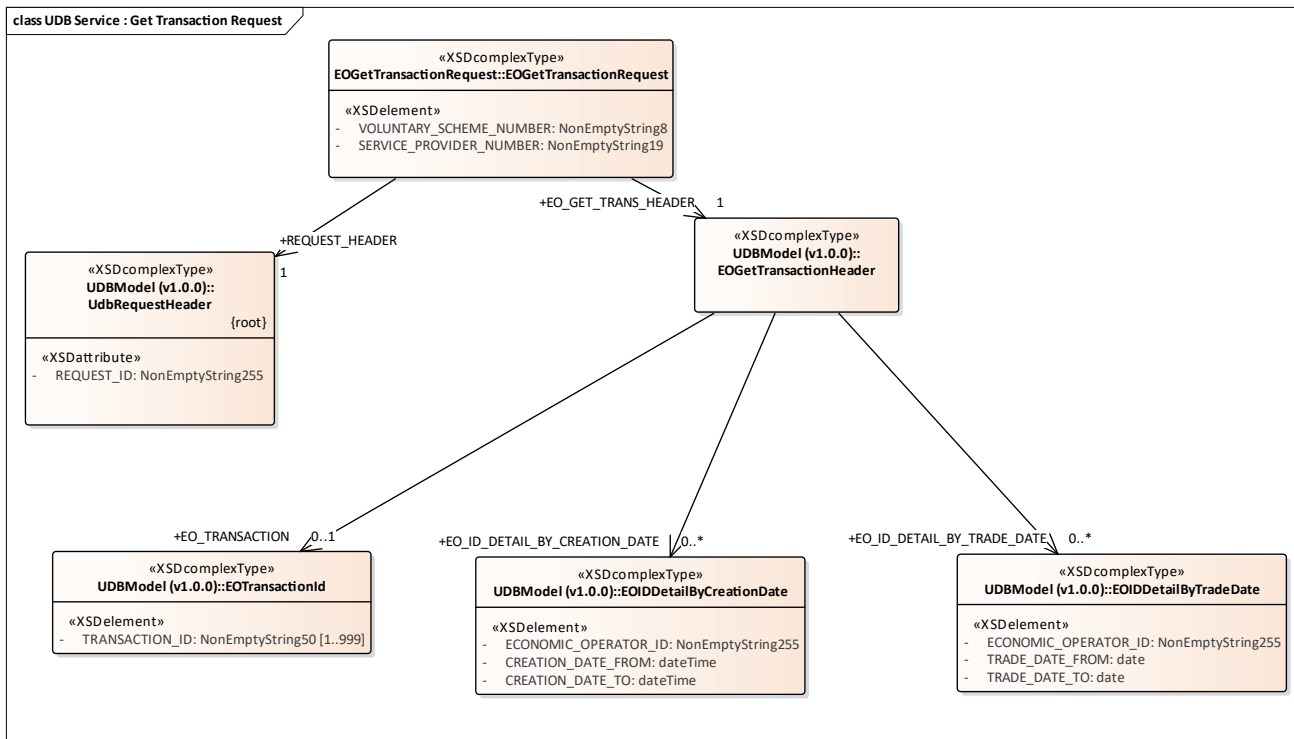 class UDB Service : Get Transaction Request
«XSDcomplexType»
EOGetTransactionRequest::EOGetTransactionRequest
«XSDelement»
- VOLUNTARY_SCHEME_NUMBER: NonEmptyString8
- SERVICE_PROVIDER_NUMBER: NonEmptyString19
+EO_GET_TRANS_HEADER 1
+REQUEST_HEADER
1
«XSDcomplexType»
UDBModel (v1.0.0)::
EOGetTransactionHeader
«XSDcomplexType»
UDBModel (v1.0.0)::
UdbRequestHeader
{root}
«XSDattribute»
- REQUEST_ID: NonEmptyString255
+EO_TRANSACTION 0..1
+EO_ID_DETAIL_BY_CREATION_DATE 0..*
+EO_ID_DETAIL_BY_TRADE_DATE 0..*
«XSDcomplexType»
UDBModel (v1.0.0)::EOTransactionId
«XSDelement»
- TRANSACTION_ID: NonEmptyString50 [1..999]
«XSDcomplexType»
UDBModel (v1.0.0)::EOIDDetailByCreationDate
«XSDelement»
- ECONOMIC_OPERATOR_ID: NonEmptyString255
- CREATION_DATE_FROM: dateTime
- CREATION_DATE_TO: dateTime
«XSDcomplexType»
UDBModel (v1.0.0)::EOIDDetailByTradeDate
«XSDelement»
- ECONOMIC_OPERATOR_ID: NonEmptyString255
- TRADE_DATE_FROM: date
- TRADE_DATE_TO: date